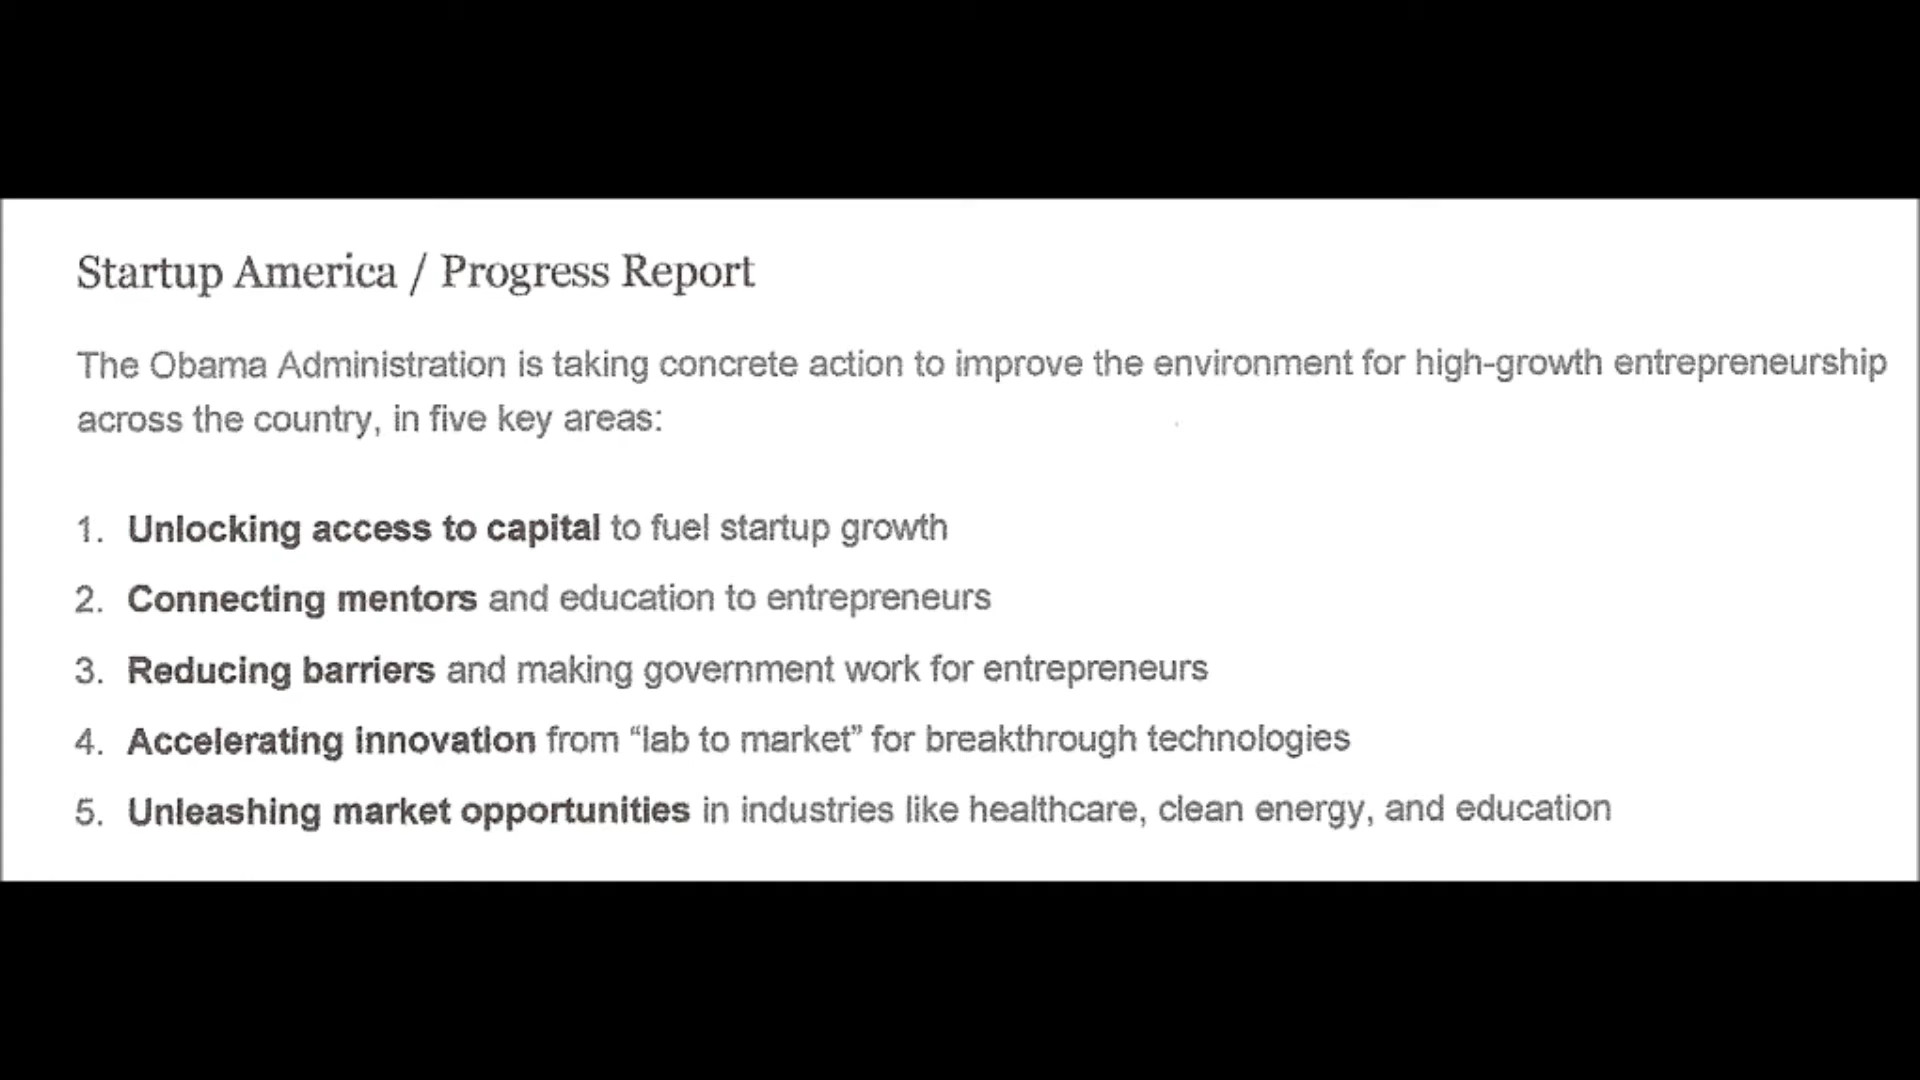 Startup America / Progress Report
The Obama Administration is taking concrete action to improve the environment for high-growth entrepreneurship
across the country, in five key areas:
1. Unlocking access to capital to fuel startup growth
2. Connecting mentors and education to entrepreneurs
3. Reducing barriers and making government work for entrepreneurs
4. Accelerating innovation from “lab to market” for breakthrough technologies
5. Unleashing market opportunities in industries like healthcare, clean energy, and education